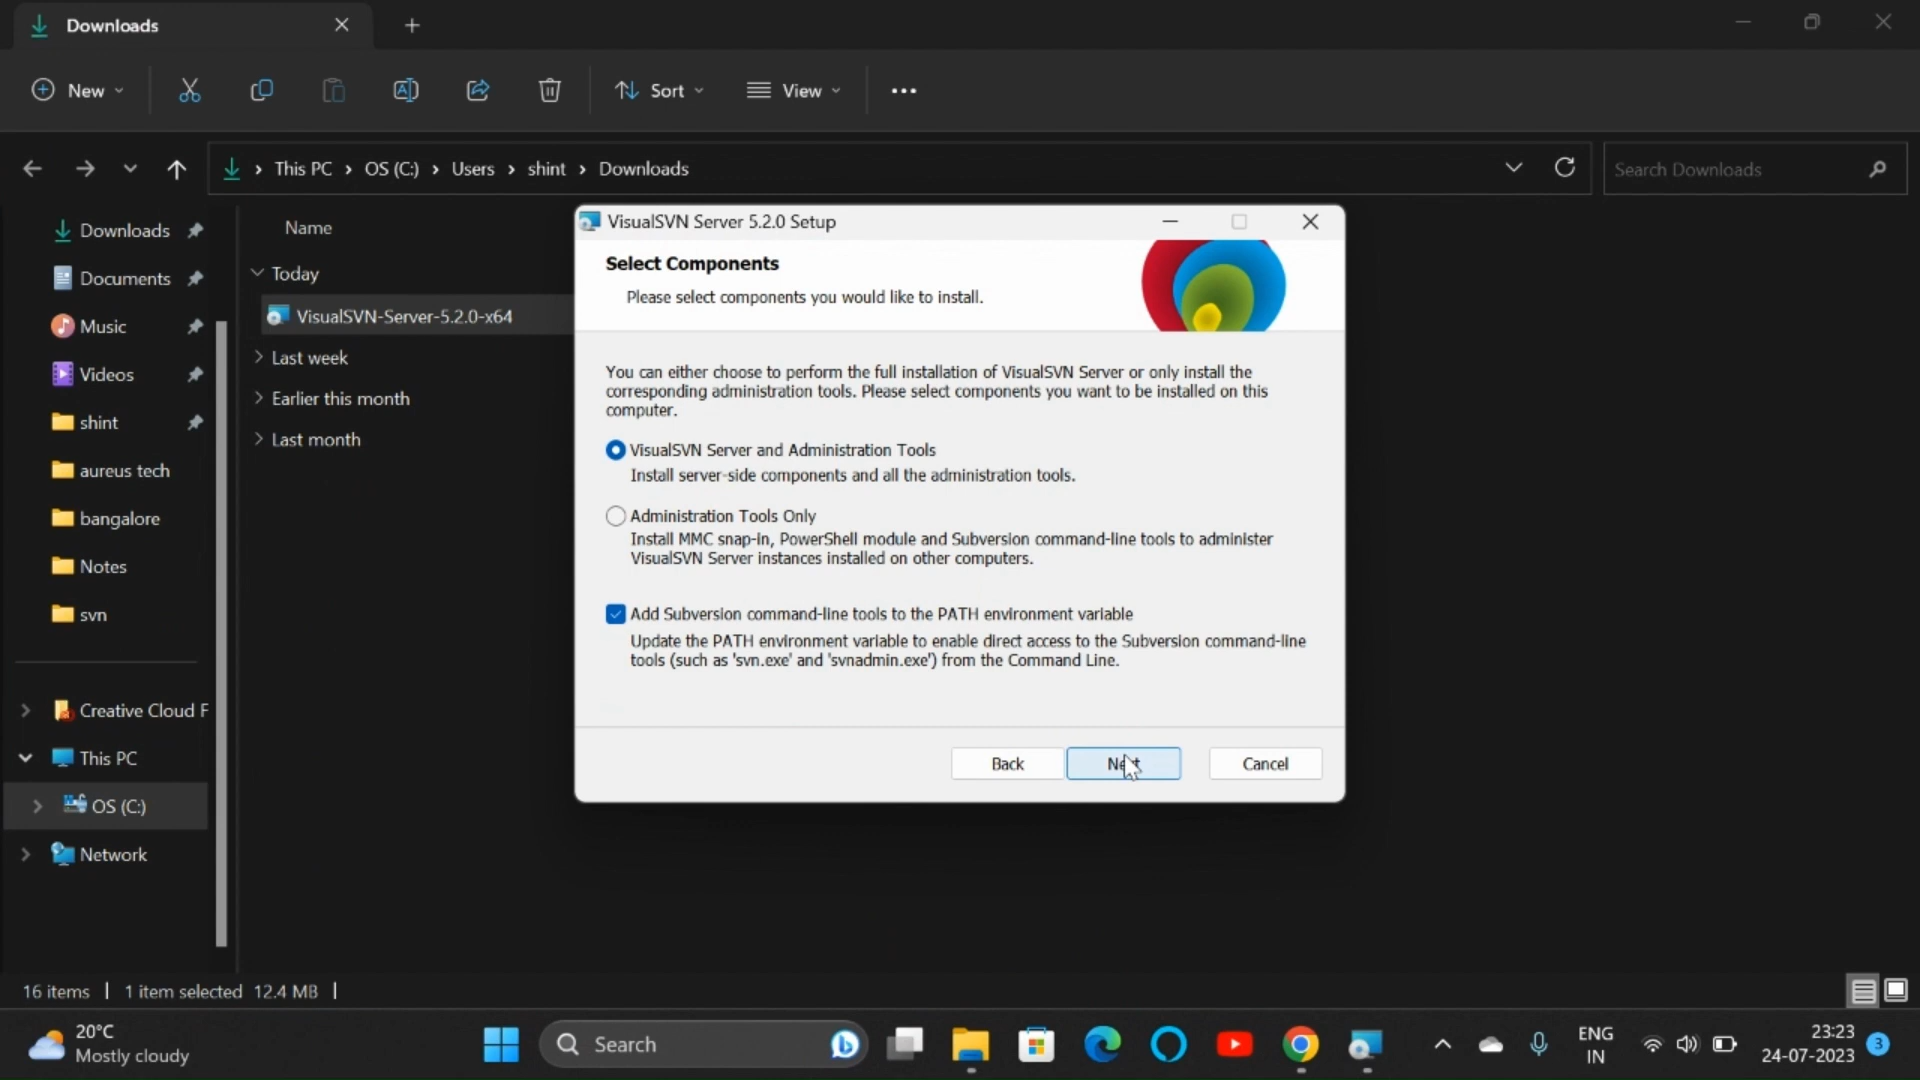 Downloads
New
Sort
View
This PC
OS (C:)
Users
shint
Downloads
Search Downloads
Downloads
Documents
Music
Videos
shint
aureus tech
bangalore
Notes
svn
Creative Cloud F
This PC
OS (C:)
Network
Name
Today
VisualSVN-Server-5.2.0-x64
Last week
Earlier this month
Last month
VisualSVN Server 5.2.0 Setup
Select Components
Please select components you would like to install.
You can either choose to perform the full installation of VisualSVN Server or only install the
corresponding administration tools. Please select components you want to be installed on this
computer.
VisualSVN Server and Administration Tools
Install server-side components and all the administration tools.
Administration Tools Only
Install MMC snap-in, PowerShell module and Subversion command-line tools to administer
VisualSVN Server instances installed on other computers.
Add Subversion command-line tools to the PATH environment variable
Update the PATH environment variable to enable direct access to the Subversion command-line
tools (such as 'svn.exe' and 'svnadmin.exe') from the Command Line.
Back
Next
Cancel
16 items
1 item selected 12.4 MB
20°C
Mostly cloudy
Search
ENG
IN
23:23
24-07-2023
3